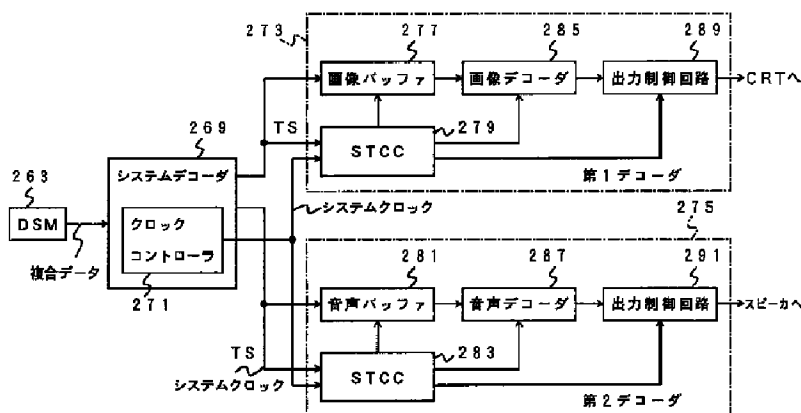 273
277
285
289
画像バッファ
画像デコーダ
出力制御回路
CRTへ
269
TS
279
STCC
システムデコーダ
第1デコーダ
263
DSM
クロック
コントローラ
システムクロック
275
複合データ
271
281
287
291
音声バッファ
音声デコーダ
出力制御回路
スピーカへ
TS
283
システムクロック
STCC
第2デコーダ